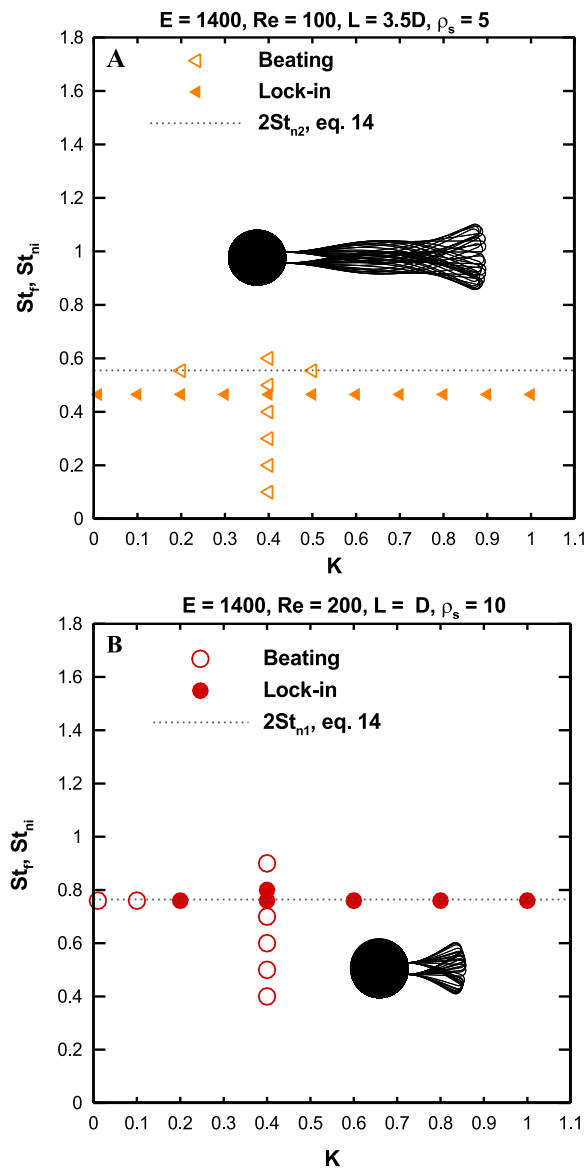 E = 1400, Re = 100, L = 3.5D, ρs = 5
A
Beating
Lock-in
2Stn2, eq. 14
Stf, Stni
1.8
1.6
1.4
1.2
1
0.8
0.6
0.4
0.2
0
0 0.1 0.2 0.3 0.4 0.5 0.6 0.7 0.8 0.9 1 1.1
K
E = 1400, Re = 200, L = D, ρs = 10
B
Beating
Lock-in
2Stn1, eq. 14
Stf, Stni
1.8
1.6
1.4
1.2
1
0.8
0.6
0.4
0.2
0
0 0.1 0.2 0.3 0.4 0.5 0.6 0.7 0.8 0.9 1 1.1
K